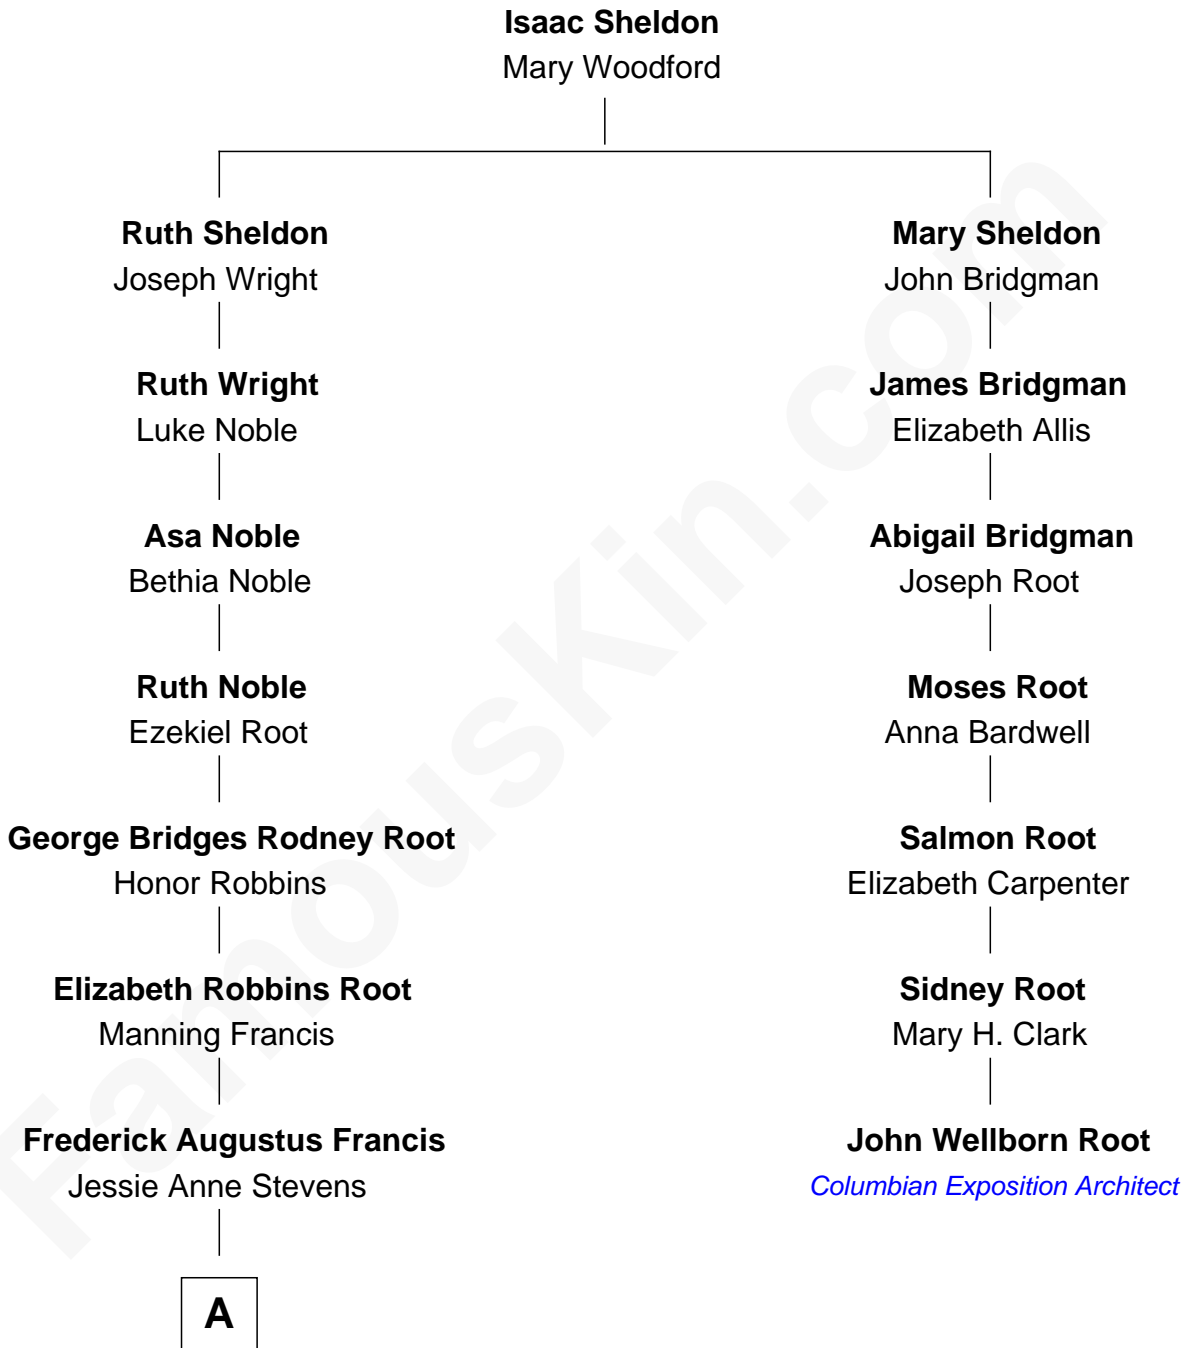 Isaac Sheldon
Mary Woodford
Ruth Sheldon
Joseph Wright
Mary Sheldon
John Bridgman
Ruth Wright
Luke Noble
James Bridgman
Elizabeth Allis
Asa Noble
Bethia Noble
Abigail Bridgman
Joseph Root
Ruth Noble
Ezekiel Root
Moses Root
Anna Bardwell
George Bridges Rodney Root
Honor Robbins
Salmon Root
Elizabeth Carpenter
Elizabeth Robbins Root
Manning Francis
Sidney Root
Mary H. Clark
Frederick Augustus Francis
Jessie Anne Stevens
John Wellborn Root
Columbian Exposition Architect
A
FamousKin.com